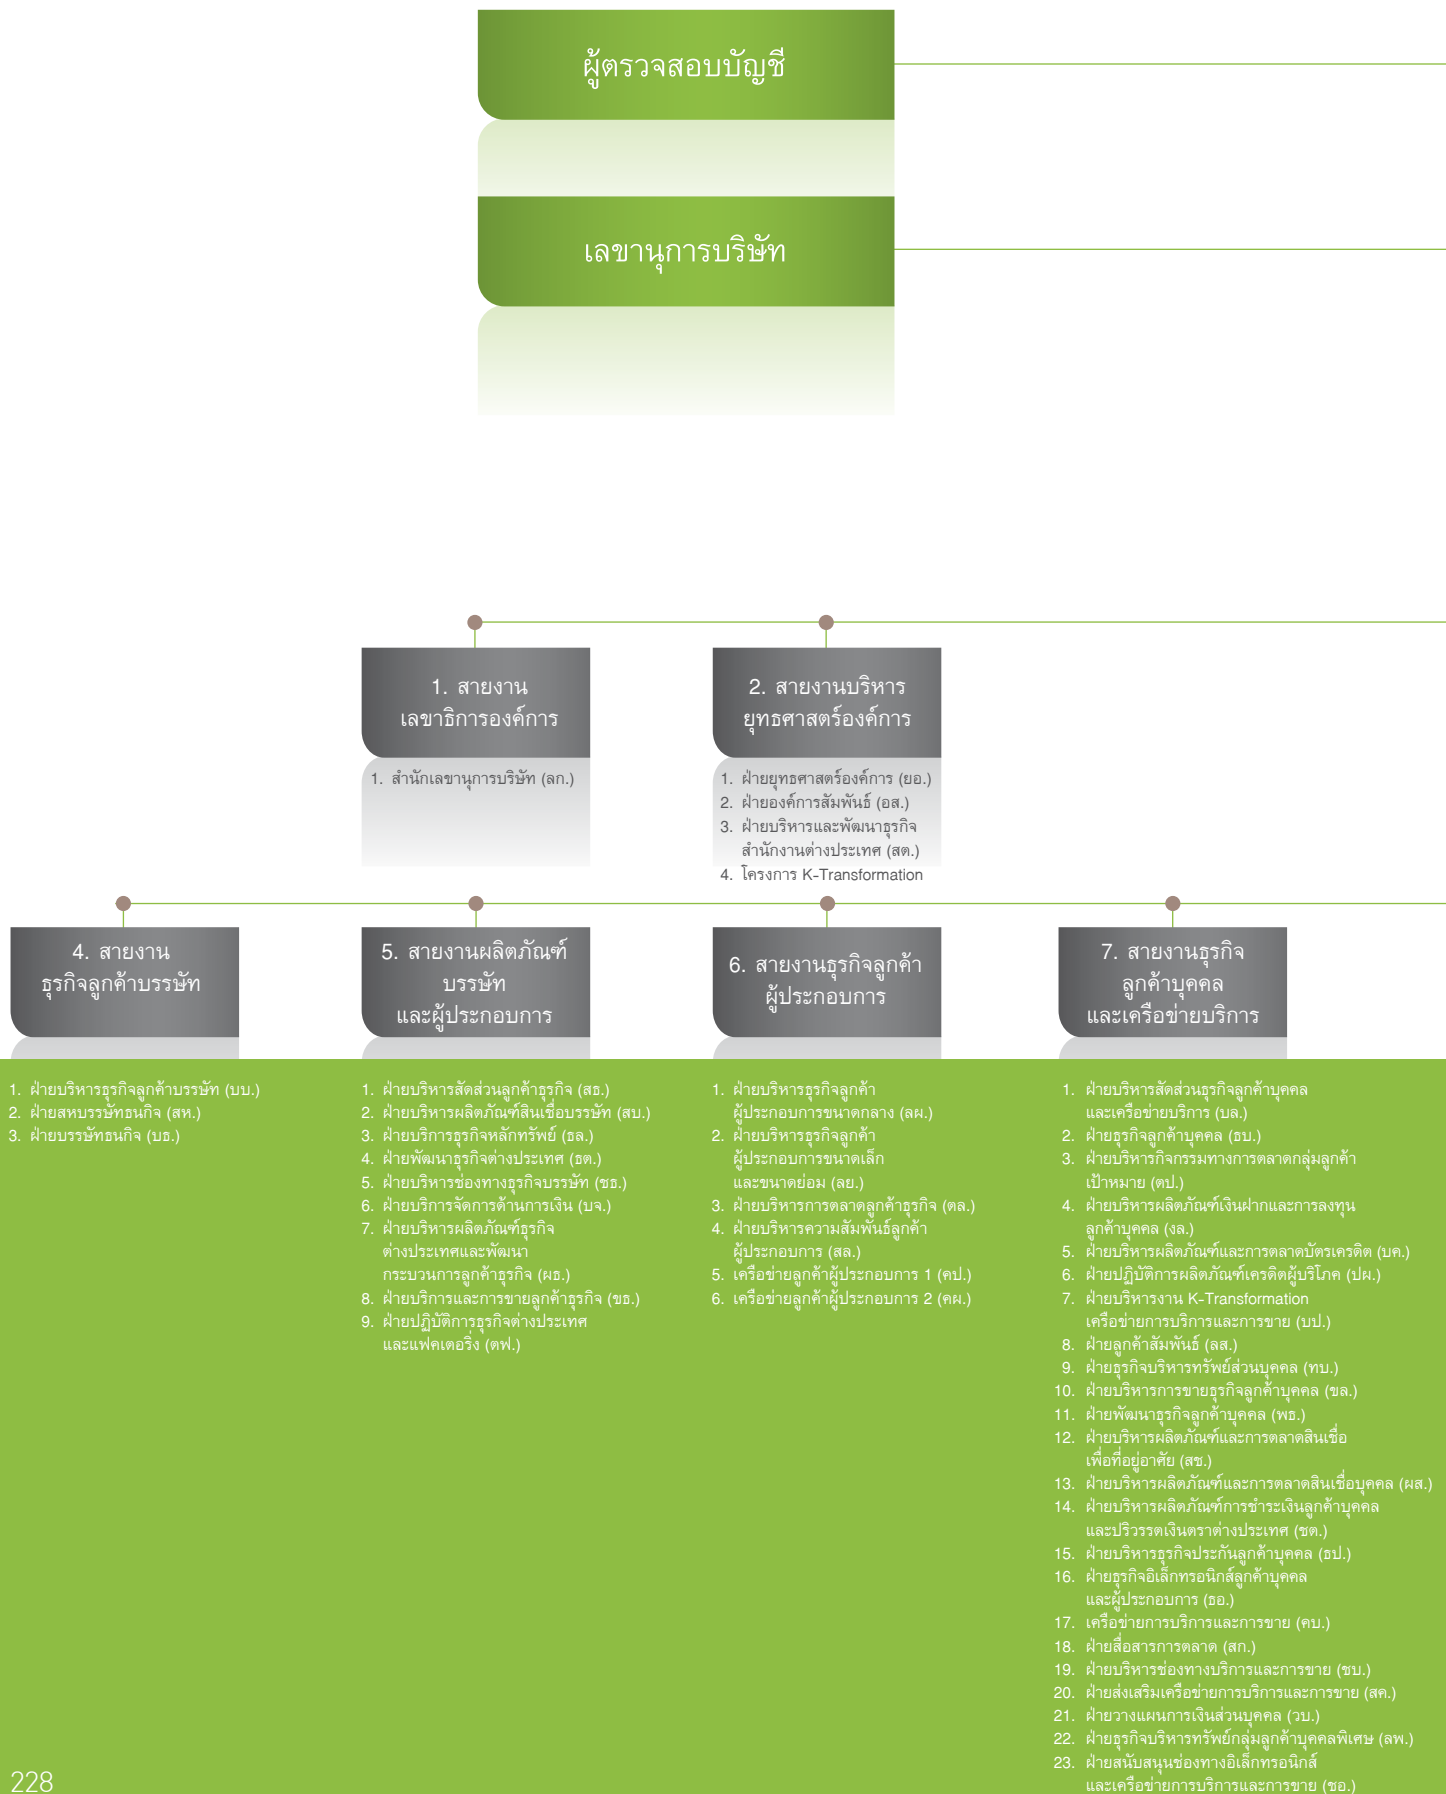 ผู้ตรวจสอบบัญชี
เลขานุการบริษัท
1. สายงาน
เลขาธิการองค์การ
1. สำนักเลขานุการบริษัท (ลก.)
2. สายงานบริหาร
ยุทธศาสตร์องค์การ
1. ฝ่ายยุทธศาสตร์องค์การ (ยอ.)
2. ฝ่ายองค์การสัมพันธ์ (อส.)
3. ฝ่ายบริหารและพัฒนาธุรกิจ
สำนักงานต่างประเทศ (สต.)
4. โครงการ K-Transformation
4. สายงาน
ธุรกิจลูกค้าบรรษัท
1. ฝ่ายบริหารธุรกิจลูกค้าบรรษัท (บบ.)
2. ฝ่ายสหบรรษัทธนกิจ (สห.)
3. ฝ่ายบรรษัทธนกิจ (บธ.)
5. สายงานผลิตภัณฑ์
บรรษัท
และผู้ประกอบการ
1. ฝ่ายบริหารสัดส่วนลูกค้าธุรกิจ (สธ.)
2. ฝ่ายบริหารผลิตภัณฑ์สินเชื่อบรรษัท (สบ.)
3. ฝ่ายบริการธุรกิจหลักทรัพย์ (ธล.)
4. ฝ่ายพัฒนาธุรกิจต่างประเทศ (ธต.)
5. ฝ่ายบริหารช่องทางธุรกิจบรรษัท (ชธ.)
6. ฝ่ายบริการจัดการด้านการเงิน (บจ.)
7. ฝ่ายบริหารผลิตภัณฑ์ธุรกิจ
ต่างประเทศและพัฒนา
กระบวนการลูกค้าธุรกิจ (ผธ.)
8. ฝ่ายบริการและการขายลูกค้าธุรกิจ (ขธ.)
9. ฝ่ายปฏิบัติการธุรกิจต่างประเทศ
และแฟคเตอริ่ง (ตฟ.)
6. สายงานธุรกิจลูกค้า
ผู้ประกอบการ
1. ฝ่ายบริหารธุรกิจลูกค้า
ผู้ประกอบการขนาดกลาง (ลผ.)
2. ฝ่ายบริหารธุรกิจลูกค้า
ผู้ประกอบการขนาดเล็ก
และขนาดย่อม (ลย.)
3. ฝ่ายบริหารการตลาดลูกค้าธุรกิจ (ตล.)
4. ฝ่ายบริหารความสัมพันธ์ลูกค้า
ผู้ประกอบการ (สล.)
5. เครือข่ายลูกค้าผู้ประกอบการ 1 (คป.)
6. เครือข่ายลูกค้าผู้ประกอบการ 2 (คผ.)
7. สายงานธุรกิจ
ลูกค้าบุคคล
และเครือข่ายบริการ
1. ฝ่ายบริหารสัดส่วนธุรกิจลูกค้าบุคคล
และเครือข่ายบริการ (บล.)
2. ฝ่ายธุรกิจลูกค้าบุคคล (ธบ.)
3. ฝ่ายบริหารกิจกรรมทางการตลาดกลุ่มลูกค้า
เป้าหมาย (ตป.)
4. ฝ่ายบริหารผลิตภัณฑ์เงินฝากและการลงทุน
ลูกค้าบุคคล (งล.)
5. ฝ่ายบริหารผลิตภัณฑ์และการตลาดบัตรเครดิต (บค.)
6. ฝ่ายปฏิบัติการผลิตภัณฑ์เครดิตผู้บริโภค (ปผ.)
7. ฝ่ายบริหารงาน K-Transformation
เครือข่ายการบริการและการขาย (บป.)
8. ฝ่ายลูกค้าสัมพันธ์ (ลส.)
9. ฝ่ายธุรกิจบริหารทรัพย์ส่วนบุคคล (ทบ.)
10. ฝ่ายบริหารการขายธุรกิจลูกค้าบุคคล (ขล.)
11. ฝ่ายพัฒนาธุรกิจลูกค้าบุคคล (พธ.)
12. ฝ่ายบริหารผลิตภัณฑ์และการตลาดสินเชื่อ
เพื่อที่อยู่อาศัย (สช.)
13. ฝ่ายบริหารผลิตภัณฑ์และการตลาดสินเชื่อบุคคล (ผส.)
14. ฝ่ายบริหารผลิตภัณฑ์การชำระเงินลูกค้าบุคคล
และปริวรรตเงินตราต่างประเทศ (ชต.)
15. ฝ่ายบริหารธุรกิจประกันลูกค้าบุคคล (ธป.)
16. ฝ่ายธุรกิจอิเล็กทรอนิกส์ลูกค้าบุคคล
และผู้ประกอบการ (ธอ.)
17. เครือข่ายการบริการและการขาย (คบ.)
18. ฝ่ายสื่อสารการตลาด (สก.)
19. ฝ่ายบริหารช่องทางบริการและการขาย (ชบ.)
20. ฝ่ายส่งเสริมเครือข่ายการบริการและการขาย (สค.)
21. ฝ่ายวางแผนการเงินส่วนบุคคล (วบ.)
22. ฝ่ายธุรกิจบริหารทรัพย์กลุ่มลูกค้าบุคคลพิเศษ (ลพ.)
23. ฝ่ายสนับสนุนช่องทางอิเล็กทรอนิกส์
และเครือข่ายการบริการและการขาย (ชอ.)
228